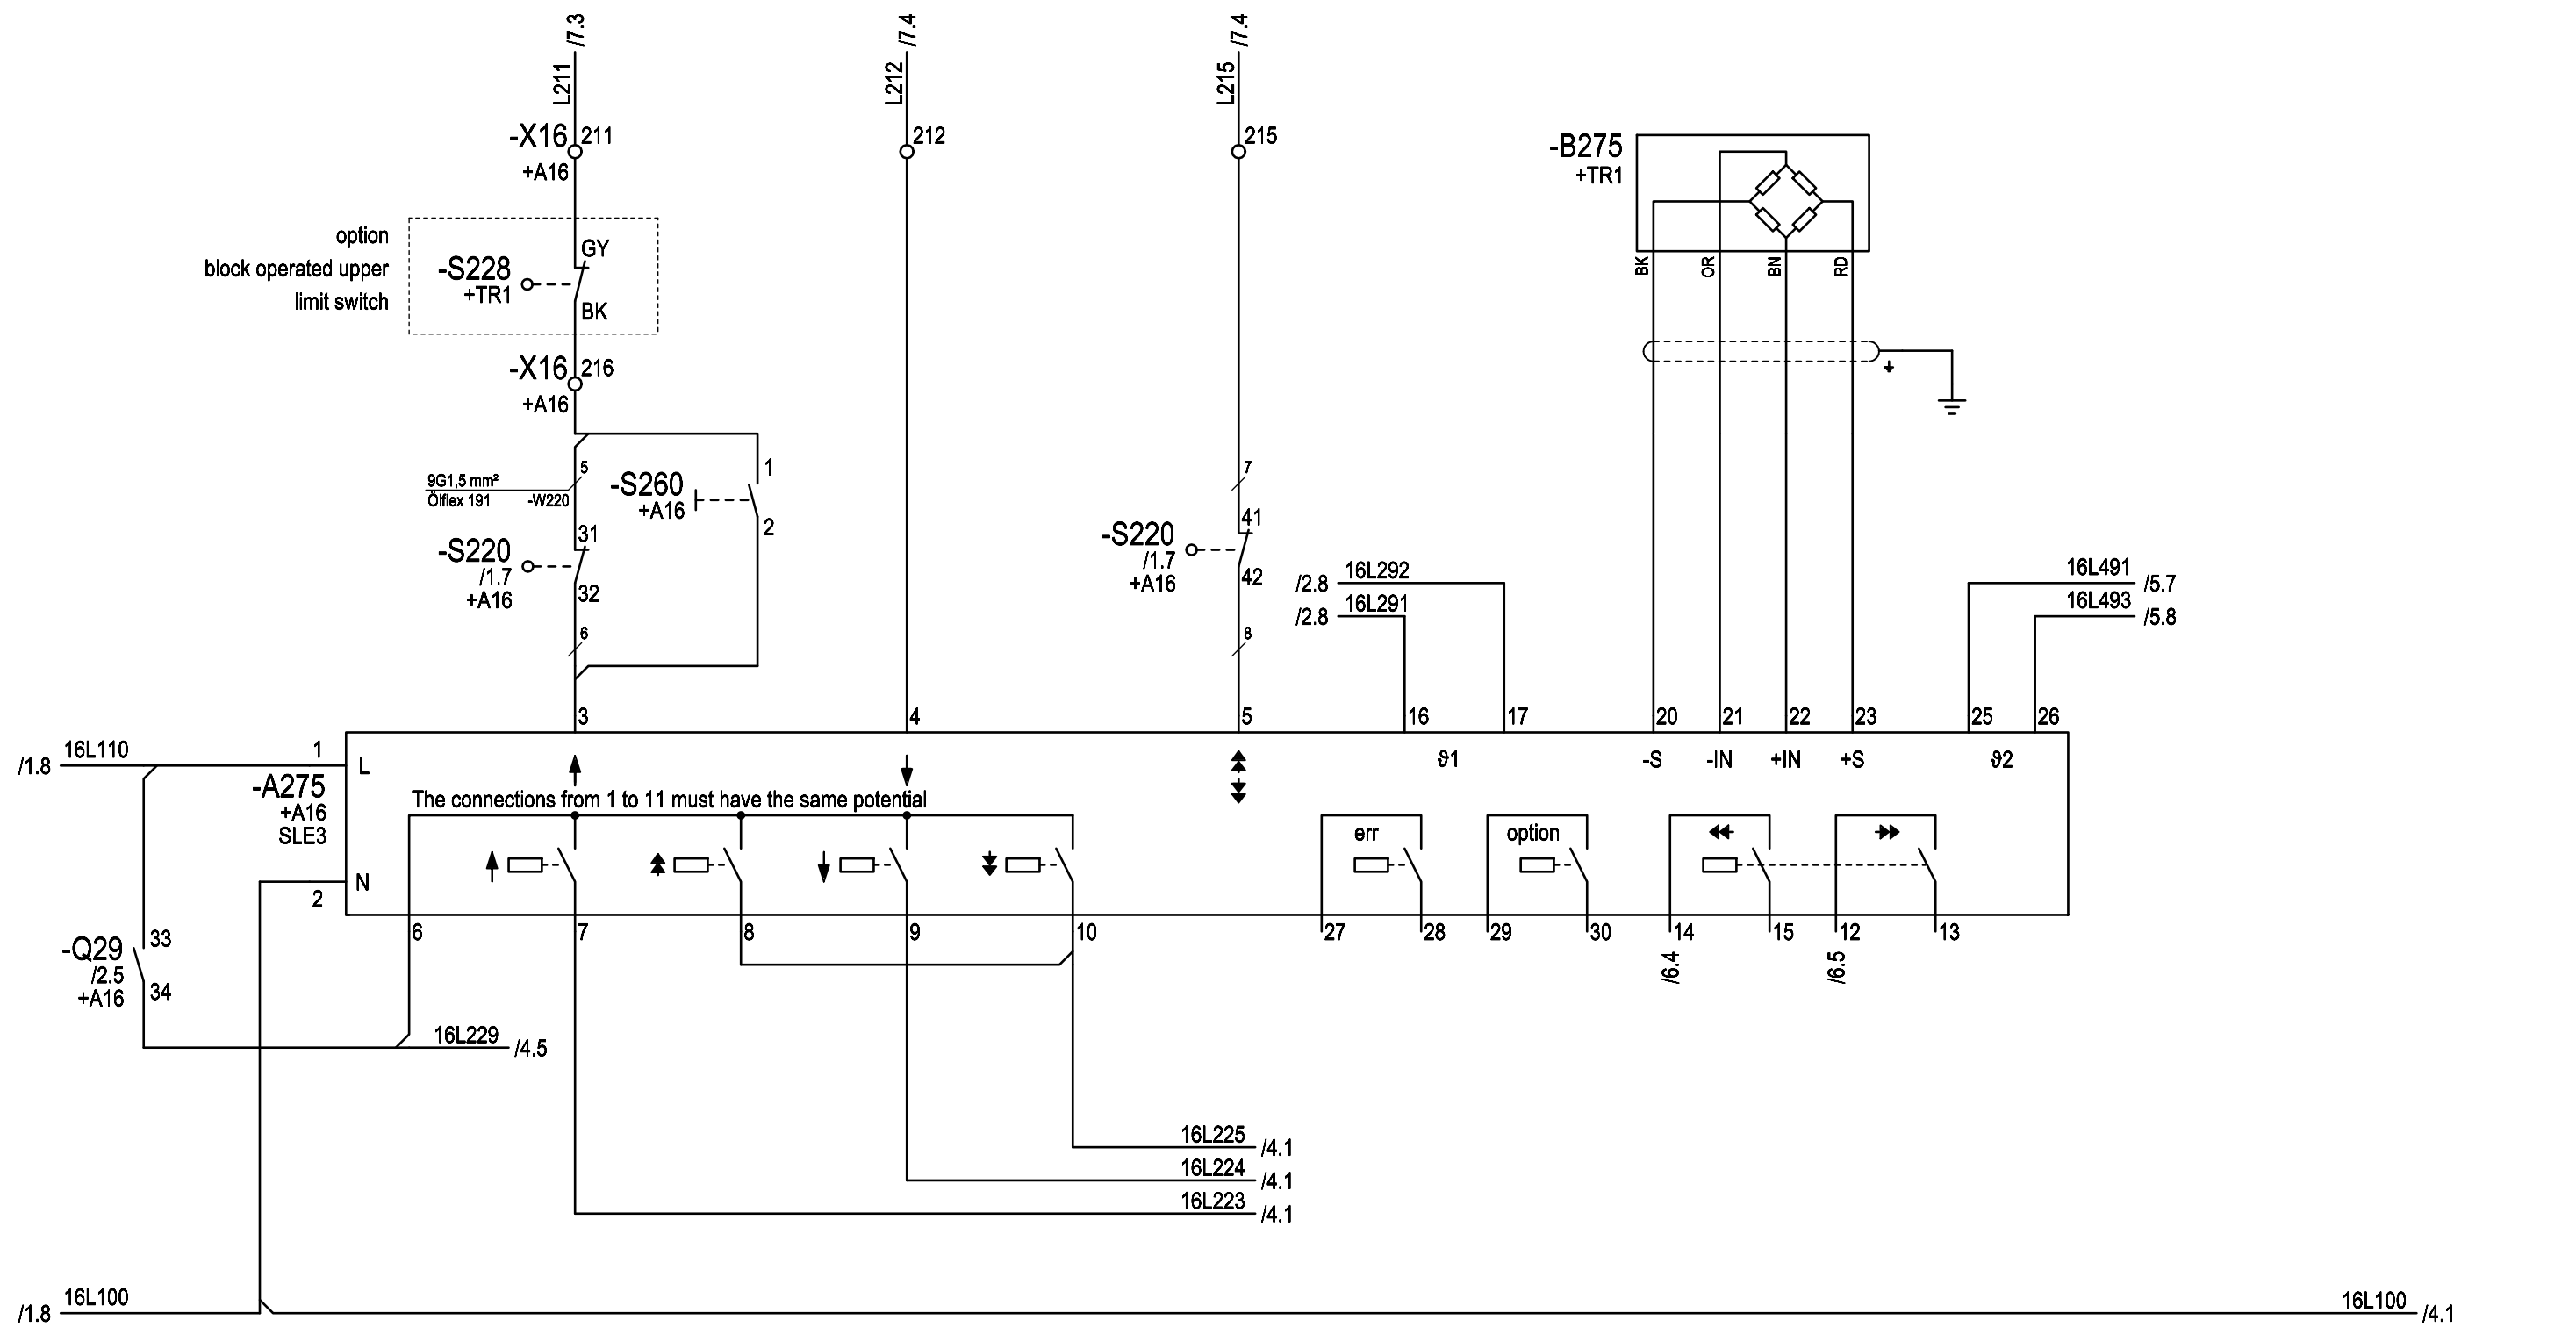 /7.3
/7.4
/7.4
L211
L212
L215
-X16
211
+A16
212
215
-B275
+TR1
BK
OR
BN
RD
option
block operated upper
limit switch
-S228
+TR1
GY
BK
-X16
216
+A16
5
9G1,5 mm²
Ölflex 191
-W220
-S260
+A16
1
2
31
-S220
/1.7
+A16
32
6
7
41
-S220
/1.7
+A16
42
8
/2.8
16L292
/2.8
16L291
16L491
/5.7
16L493
/5.8
3
4
5
16
17
20
21
22
23
25
26
/1.8
16L110
1
L
-A275
+A16
SLE3
ϑ1
-S
-IN
+IN
+S
ϑ2
The connections from 1 to 11 must have the same potential
err
option
N
2
6
7
8
9
10
27
28
29
30
14
15
12
13
/6.4
/6.5
-Q29
/2.5
+A16
33
34
16L229
/4.5
16L225
/4.1
16L224
/4.1
16L223
/4.1
/1.8
16L100
16L100
/4.1